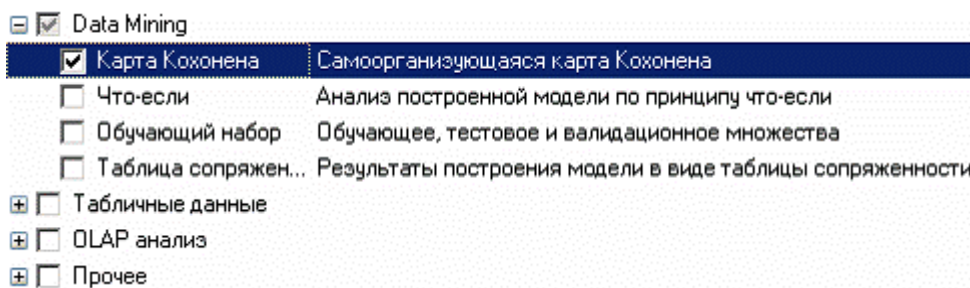 Data Mining
Карта Кохонена Самоорганизующаяся карта Кохонена
Что-если Анализ построенной модели по принципу что-если
Обучающий набор Обучающее, тестовое и валидационное множества
Таблица сопряжен... Результаты построения модели в виде таблицы сопряженности
Табличные данные
OLAP анализ
Прочее